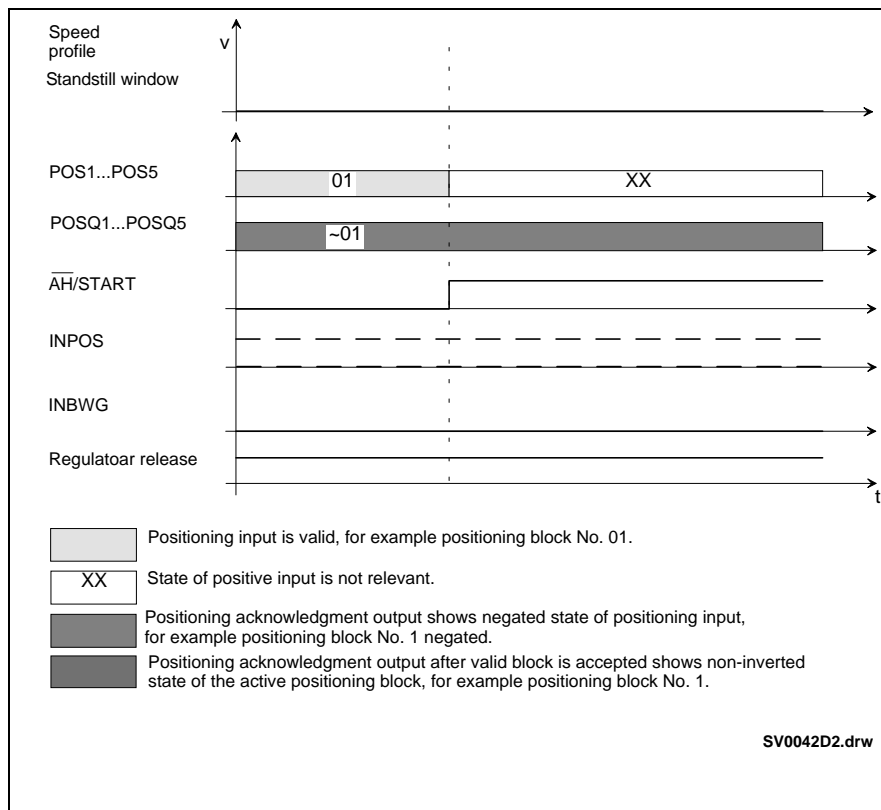 Speed
profile
v
Standstill window
POS1...POS5
01
XX
POSQ1...POSQ5
~01
A̅H̅/START
INPOS
INBWG
Regulatoar release
t
Positioning input is valid, for example positioning block No. 01.
XX
State of positive input is not relevant.
Positioning acknowledgment output shows negated state of positioning input,
for example positioning block No. 1 negated.
Positioning acknowledgment output after valid block is accepted shows non-inverted
state of the active positioning block, for example positioning block No. 1.
SV0042D2.drw